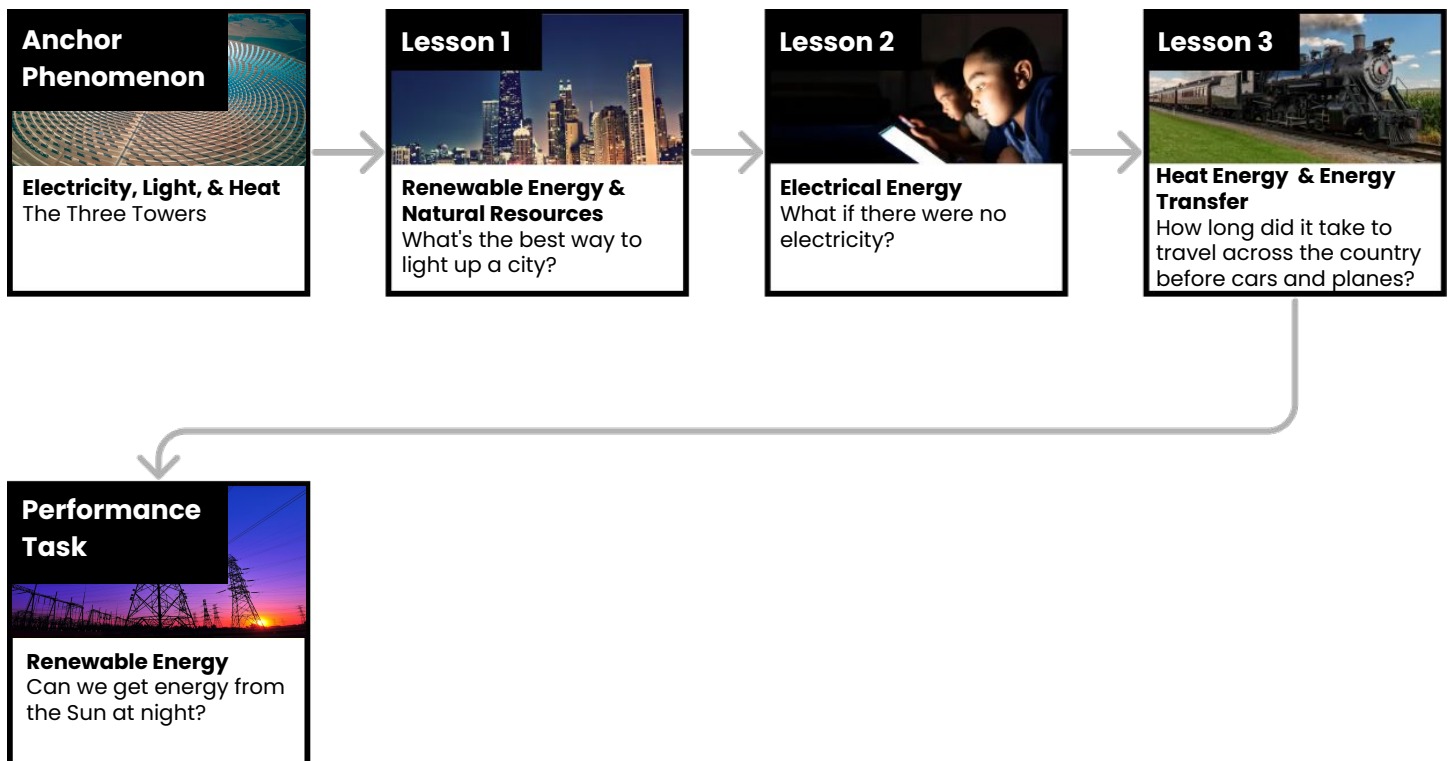 Anchor
Phenomenon
Electricity, Light, & Heat
The Three Towers
Lesson 1
Renewable Energy &
Natural Resources
What's the best way to
light up a city?
Lesson 2
Electrical Energy
What if there were no
electricity?
Lesson 3
Heat Energy & Energy
Transfer
How long did it take to
travel across the country
before cars and planes?
Performance
Task
Renewable Energy
Can we get energy from
the Sun at night?